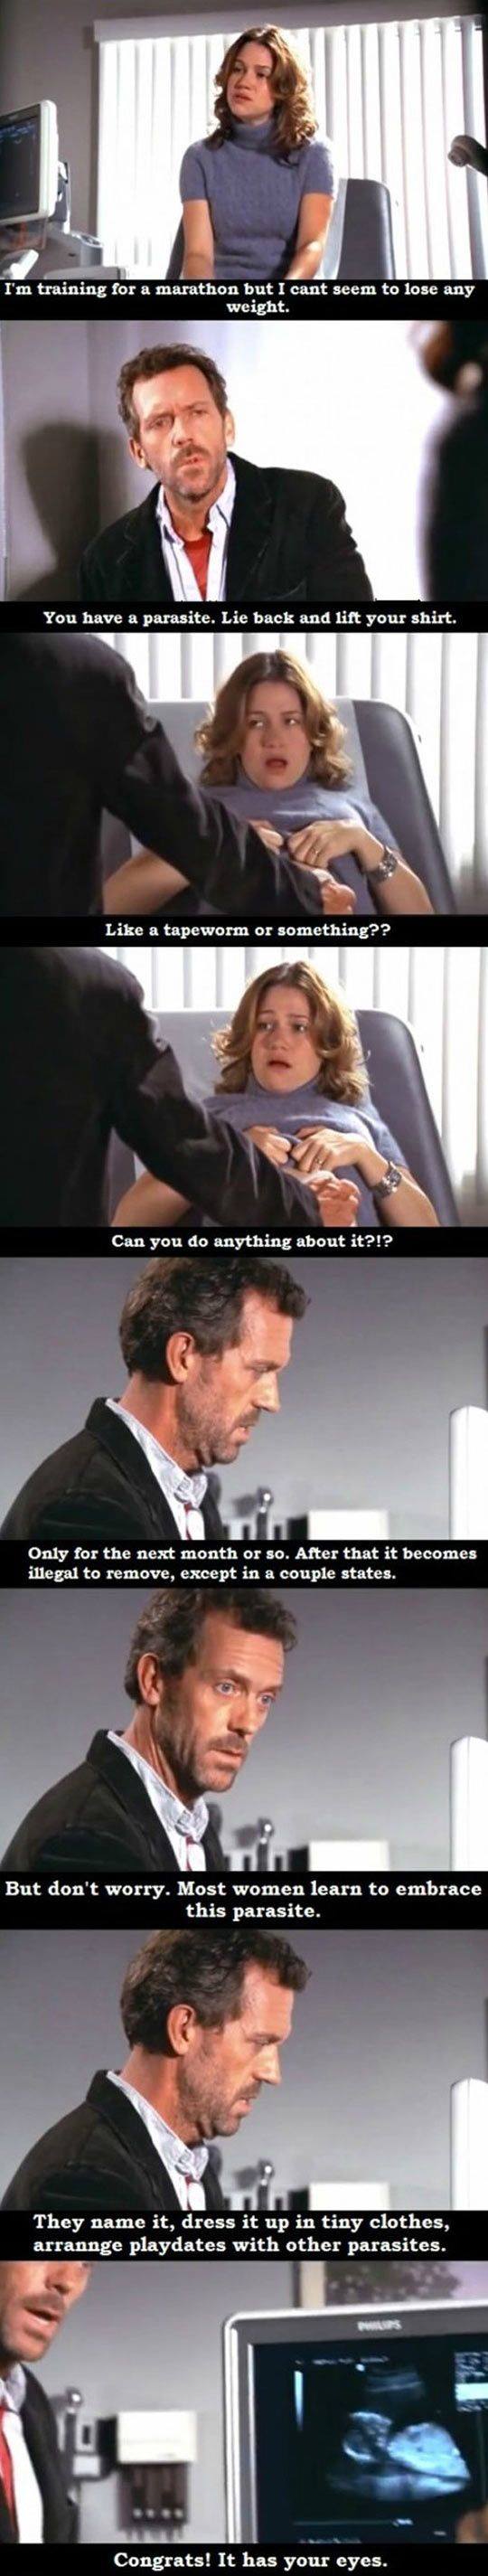 I'm training for a marathon but I cant seem to lose any
weight.
You have a parasite. Lie back and lift your shirt.
Like a tapeworm or something??
Can you do anything about it?!?
Only for the next month or so. After that it becomes
illegal to remove, except in a couple states.
But don't worry. Most women learn to embrace
this parasite.
They name it, dress it up in tiny clothes,
arrannge playdates with other parasites.
PHILIPS
Congrats! It has your eyes.